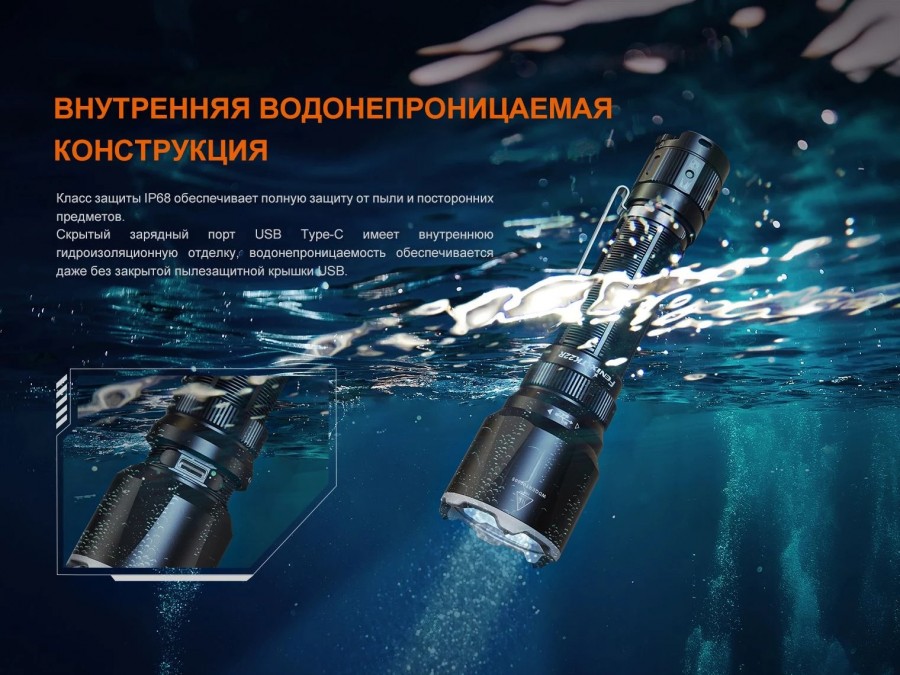 ВНУТРЕННЯЯ ВОДОНЕПРОНИЦАЕМАЯ
КОНСТРУКЦИЯ
Класс защиты IP68 обеспечивает полную защиту от пыли и посторонних
предметов.
Скрытый зарядный порт USB Type-C имеет внутреннюю
гидроизоляционную отделку, водонепроницаемость обеспечивается
даже без закрытой пылезащитной крышки USB.